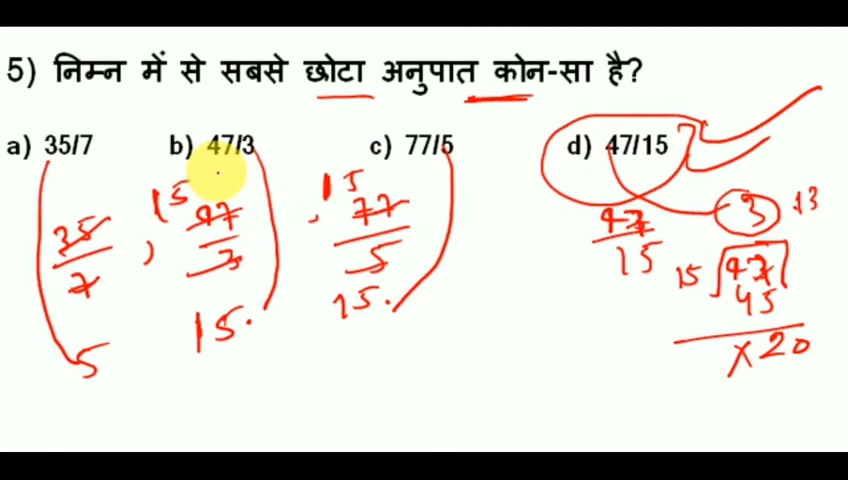 5) निम्न में से सबसे छोटा अनुपात कोन-सा है?
a) 35/7 b) 47/3 c) 77/5 d) 47/15
15 15 3 13
35/7 , 47/3 , 77/5 47/15
15 47
45
5 15. 15. x20